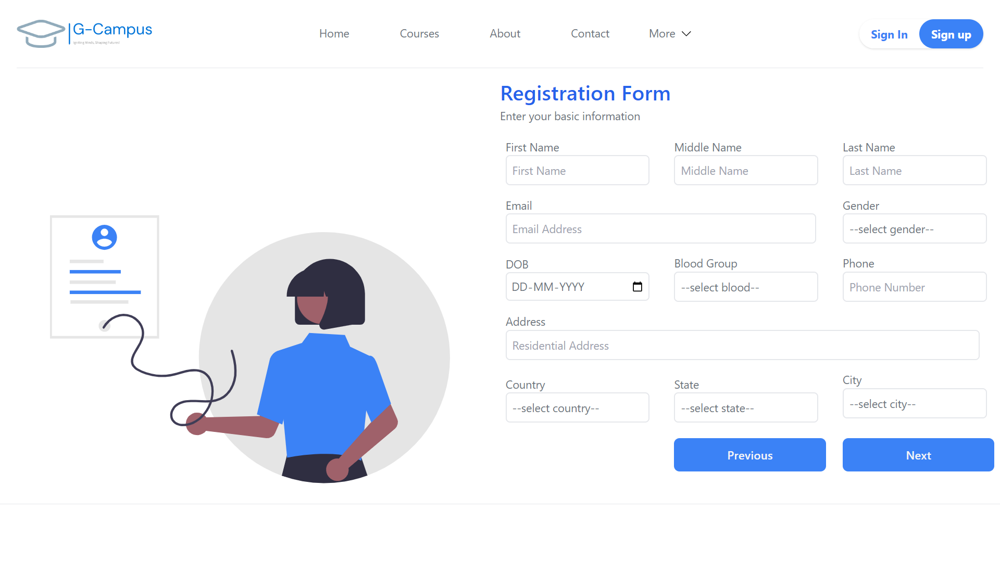 G-Campus
Igniting Minds, Shaping Futures!
Home Courses About Contact More
Sign In Sign up
Registration Form
Enter your basic information
First Name Middle Name Last Name
First Name Middle Name Last Name
Email Gender
Email Address --select gender--
DOB Blood Group Phone
DD-MM-YYYY --select blood-- Phone Number
Address
Residential Address
Country State City
--select country-- --select state-- --select city--
Previous Next